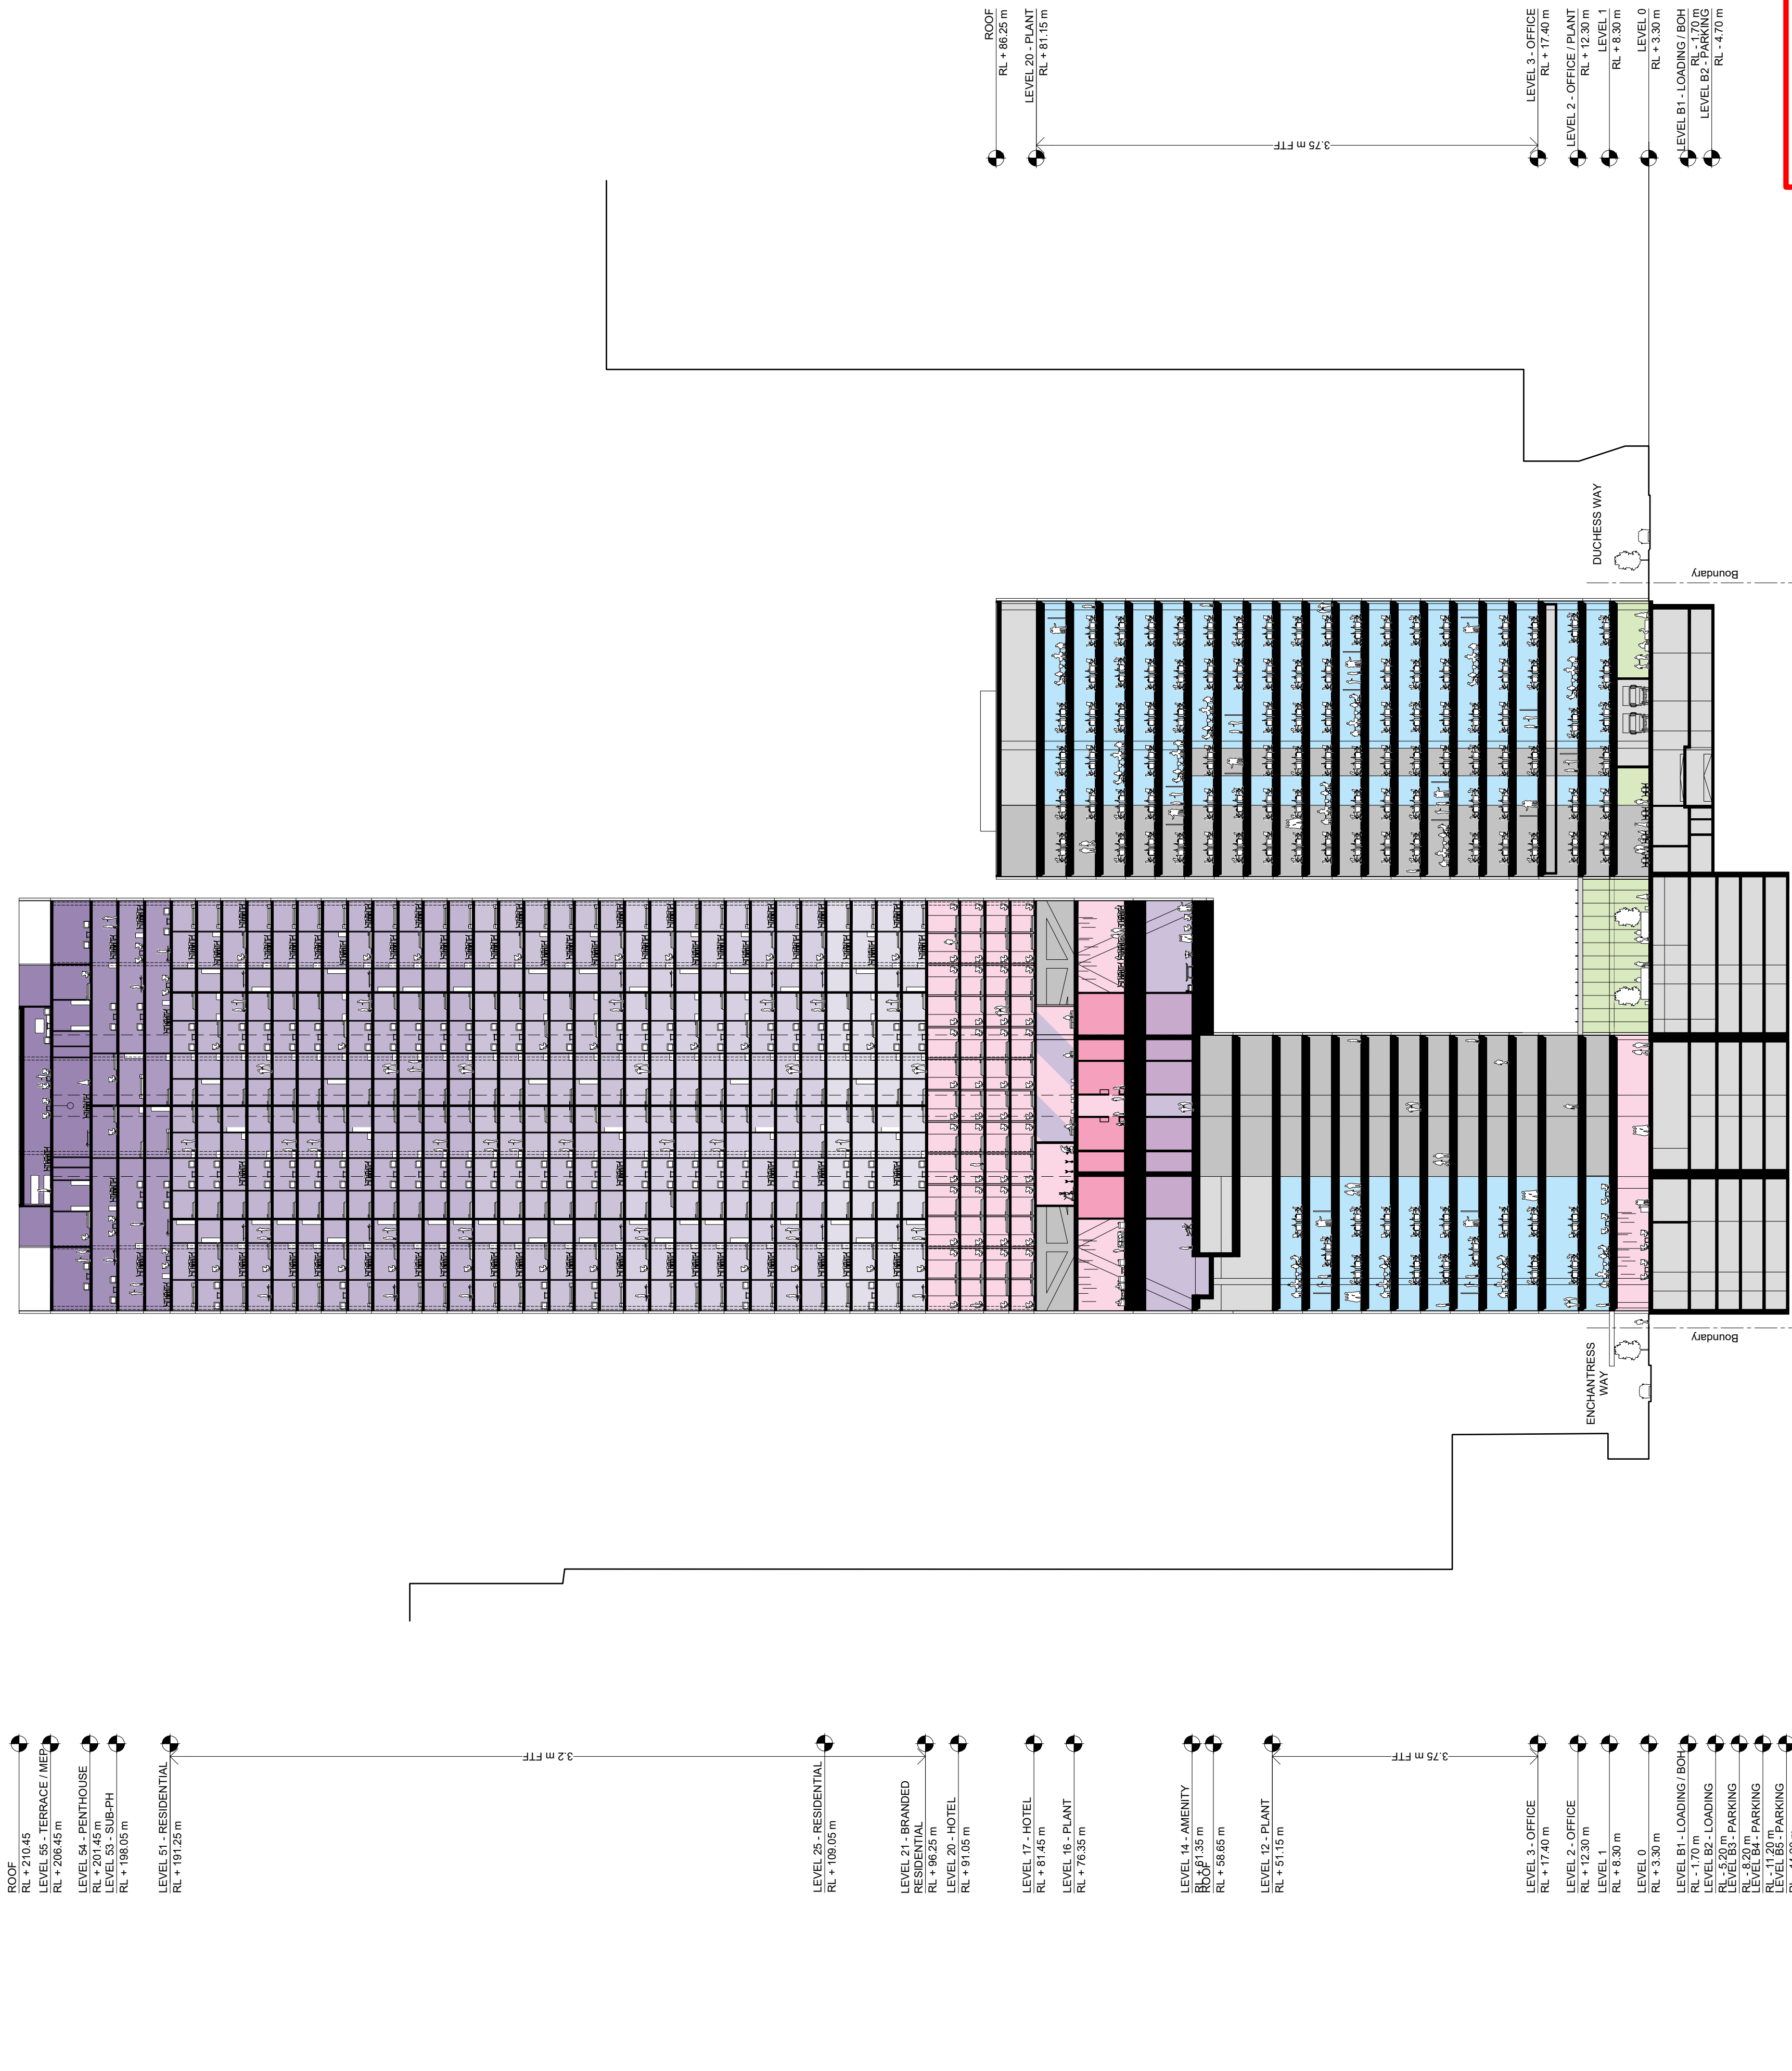 ROOF
RL + 86.25 m
LEVEL 20 - PLANT
RL + 81.15 m
3.75 m FTF
LEVEL 3 - OFFICE
RL + 17.40 m
LEVEL 2 - OFFICE / PLANT
RL + 12.30 m
LEVEL 1
RL + 8.30 m
LEVEL 0
RL + 3.30 m
LEVEL B1 - LOADING / BOH
RL - 1.70 m
LEVEL B2 - PARKING
RL - 4.70 m
DUCHESS WAY
Boundary
ENCHANTRESS
WAY
Boundary
ROOF
RL + 210.45
LEVEL 55 - TERRACE / MEP
RL + 206.45 m
LEVEL 54 - PENTHOUSE
RL + 201.45 m
LEVEL 53 - SUB-PH
RL + 198.05 m
LEVEL 51 - RESIDENTIAL
RL + 191.25 m
3.2 m FTF
LEVEL 25 - RESIDENTIAL
RL + 109.05 m
LEVEL 21 - BRANDED
RESIDENTIAL
RL + 96.25 m
LEVEL 20 - HOTEL
RL + 91.05 m
LEVEL 17 - HOTEL
RL + 81.45 m
LEVEL 16 - PLANT
RL + 76.35 m
LEVEL 14 - AMENITY
RL + 61.35 m
ROOF
RL + 58.65 m
LEVEL 12 - PLANT
RL + 51.15 m
3.75 m FTF
LEVEL 3 - OFFICE
RL + 17.40 m
LEVEL 2 - OFFICE
RL + 12.30 m
LEVEL 1
RL + 8.30 m
LEVEL 0
RL + 3.30 m
LEVEL B1 - LOADING / BOH
RL - 1.70 m
LEVEL B2 - LOADING
RL - 5.20 m
LEVEL B3 - PARKING
RL - 8.20 m
LEVEL B4 - PARKING
RL - 11.20 m
LEVEL B5 - PARKING